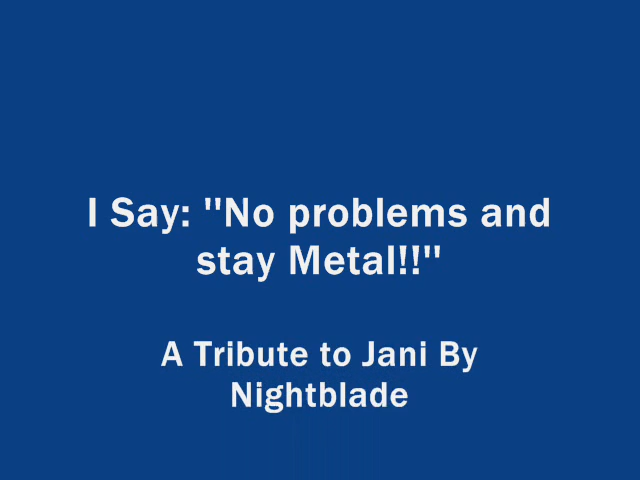 I Say: "No problems and
stay Metal!!"
A Tribute to Jani By
Nightblade